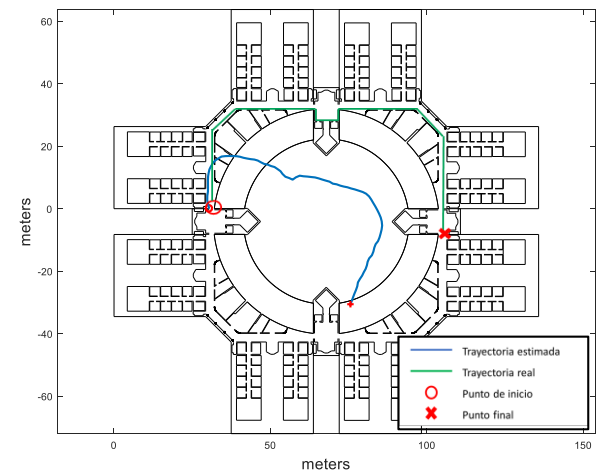 60
40
20
0
-20
-40
-60
meters
0
50
100
150
meters
Trayectoria estimada
Trayectoria real
Punto de inicio
Punto final